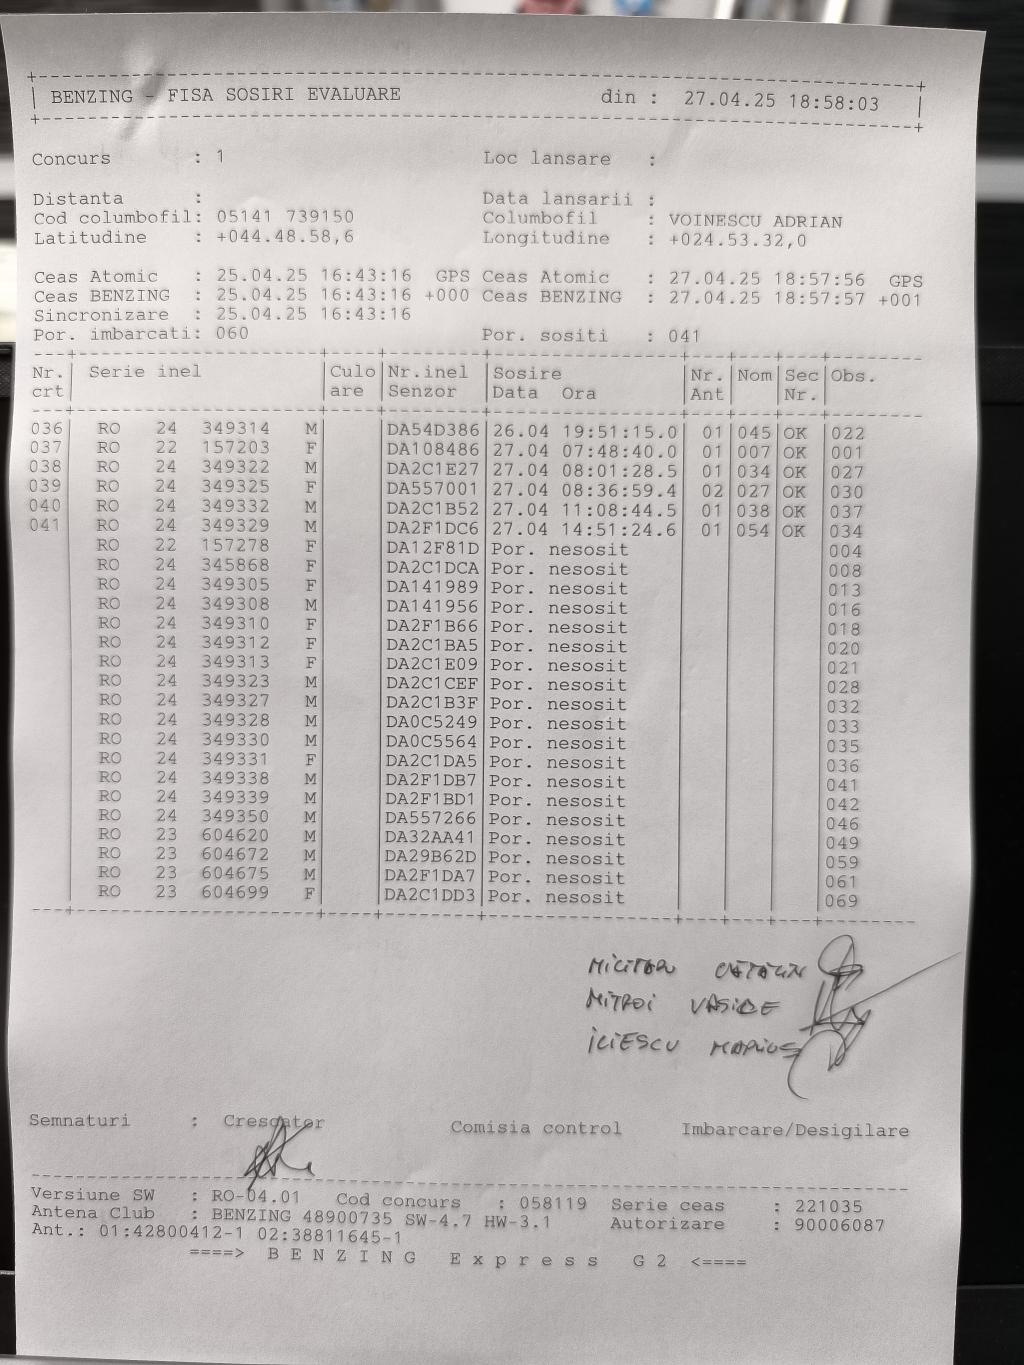 BENZING - FISA SOSIRI EVALUARE din : 27.04.25 18:58:03
Concurs : 1 Loc lansare :
Distanta : Data lansarii :
Cod columbofil: 05141 739150 Columbofil : VOINESCU ADRIAN
Latitudine : +044.48.58,6 Longitudine : +024.53.32,0
Ceas Atomic : 25.04.25 16:43:16 GPS Ceas Atomic : 27.04.25 18:57:56 GPS
Ceas BENZING : 25.04.25 16:43:16 +000 Ceas BENZING : 27.04.25 18:57:57 +001
Sincronizare : 25.04.25 16:43:16
Por. imbarcati: 060 Por. sositi : 041
Nr. Serie inel Culo Nr.inel Sosire Nr. Nom Sec Obs.
crt are Senzor Data Ora Ant Nr.
036 RO 24 349314 M DA54D386 26.04 19:51:15.0 01 045 OK 022
037 RO 22 157203 F DA108486 27.04 07:48:40.0 01 007 OK 001
038 RO 24 349322 M DA2C1E27 27.04 08:01:28.5 01 034 OK 027
039 RO 24 349325 F DA557001 27.04 08:36:59.4 02 027 OK 030
040 RO 24 349332 M DA2C1B52 27.04 11:08:44.5 01 038 OK 037
041 RO 24 349329 M DA2F1DC6 27.04 14:51:24.6 01 054 OK 034
RO 22 157278 F DA12F81D Por. nesosit 004
RO 24 345868 F DA2C1DCA Por. nesosit 008
RO 24 349305 F DA141989 Por. nesosit 013
RO 24 349308 M DA141956 Por. nesosit 016
RO 24 349310 F DA2F1B66 Por. nesosit 018
RO 24 349312 F DA2C1BA5 Por. nesosit 020
RO 24 349313 F DA2C1E09 Por. nesosit 021
RO 24 349323 M DA2C1CEF Por. nesosit 028
RO 24 349327 M DA2C1B3F Por. nesosit 032
RO 24 349328 M DA0C5249 Por. nesosit 033
RO 24 349330 M DA0C5564 Por. nesosit 035
RO 24 349331 F DA2C1DA5 Por. nesosit 036
RO 24 349338 M DA2F1DB7 Por. nesosit 041
RO 24 349339 M DA2F1BD1 Por. nesosit 042
RO 24 349350 M DA557266 Por. nesosit 046
RO 23 604620 M DA32AA41 Por. nesosit 049
RO 23 604672 M DA29B62D Por. nesosit 059
RO 23 604675 M DA2F1DA7 Por. nesosit 061
RO 23 604699 F DA2C1DD3 Por. nesosit 069
MILITARU CATALIN
MITROI VASILE
ILIESCU MARIUS
Semnaturi : Crescator Comisia control Imbarcare/Desigilare
Versiune SW : RO-04.01 Cod concurs : 058119 Serie ceas : 221035
Antena Club : BENZING 48900735 SW-4.7 HW-3.1 Autorizare : 90006087
Ant.: 01:42800412-1 02:38811645-1
====> B E N Z I N G E x p r e s s G 2 <====